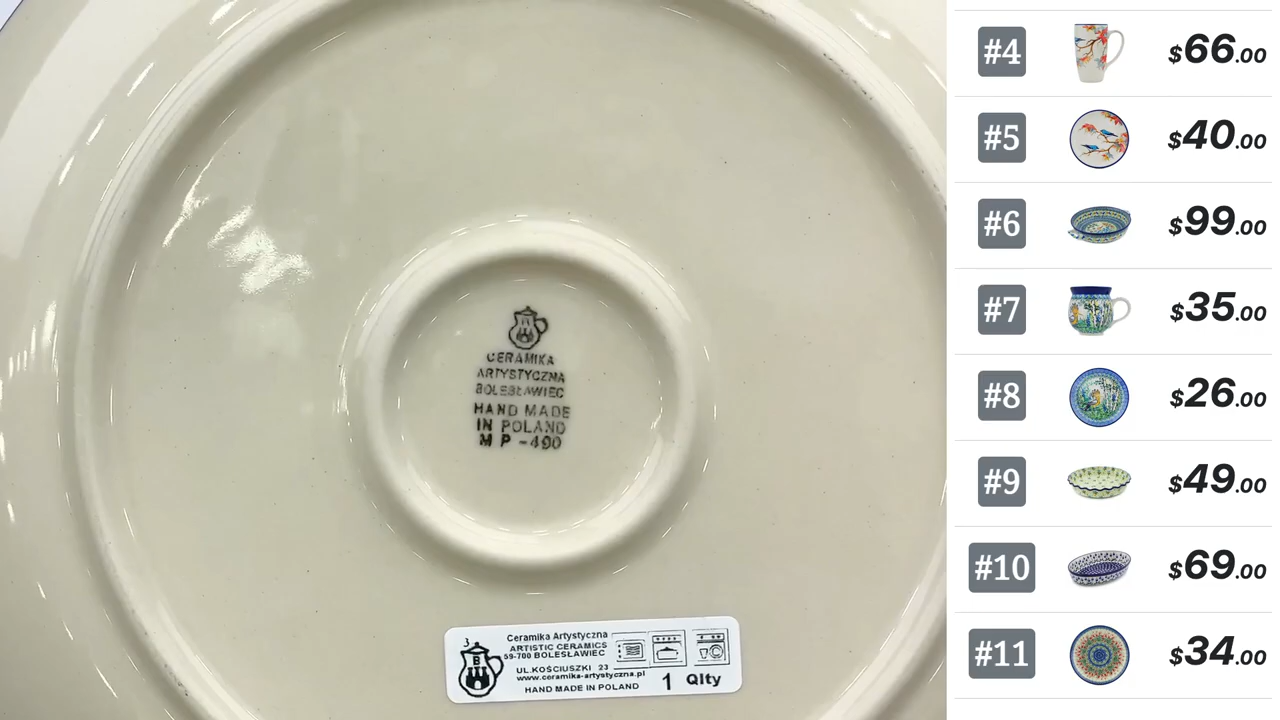 CERAMIKA
ARTYSTYCZNA
BOLESŁAWIEC
HAND MADE
IN POLAND
M P - 490
3
B
Ceramika Artystyczna
ARTISTIC CERAMICS
59-700 BOLESŁAWIEC
UL.KOŚCIUSZKI 23
www.ceramika-artystyczna.pl
HAND MADE IN POLAND
1 Qlty
#4 $66.00
#5 $40.00
#6 $99.00
#7 $35.00
#8 $26.00
#9 $49.00
#10 $69.00
#11 $34.00